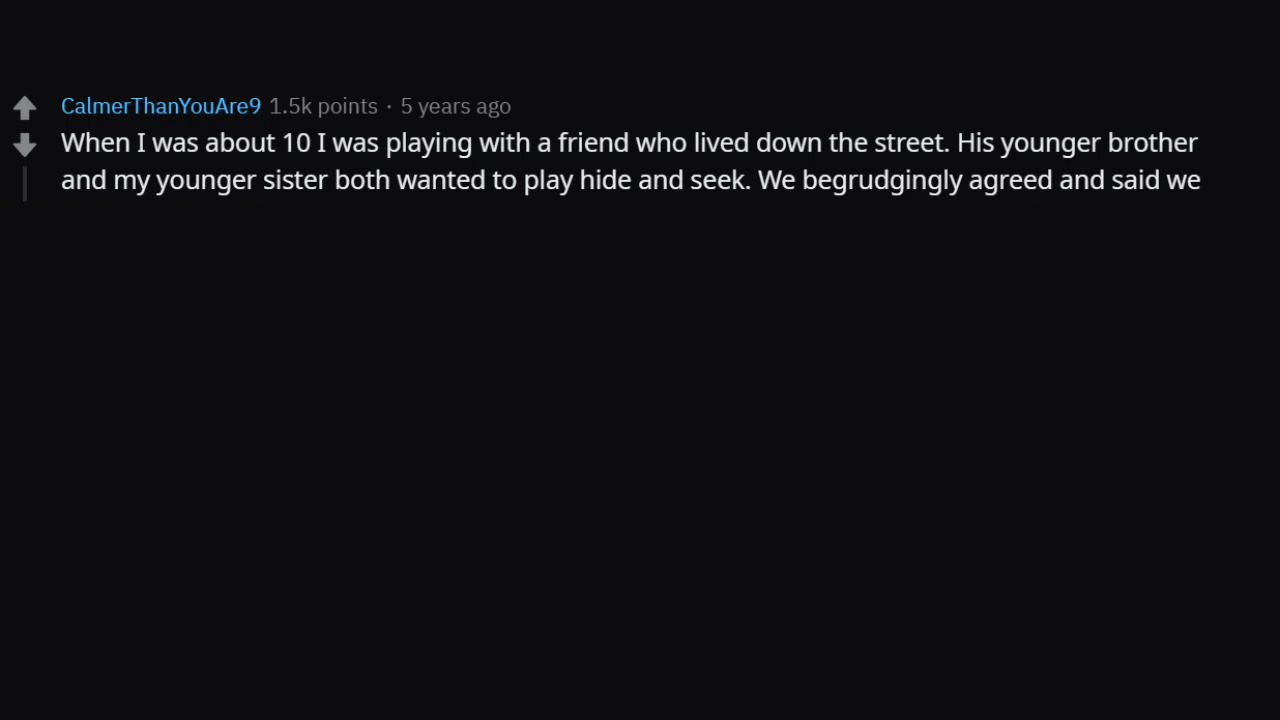 CalmerThanYouAre9 1.5k points · 5 years ago
When I was about 10 I was playing with a friend who lived down the street. His younger brother
and my younger sister both wanted to play hide and seek. We begrudgingly agreed and said we